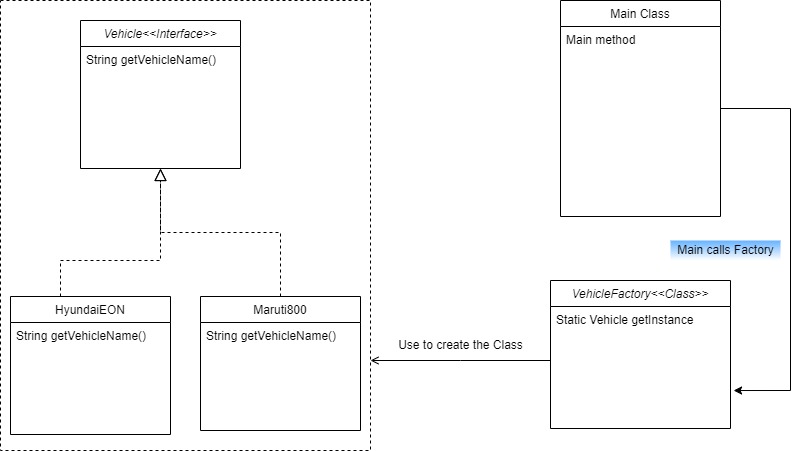 Vehicle<<Interface>>
String getVehicleName()
Main Class
Main method
Main calls Factory
HyundaiEON
String getVehicleName()
Maruti800
String getVehicleName()
Use to create the Class
VehicleFactory<<Class>>
Static Vehicle getInstance